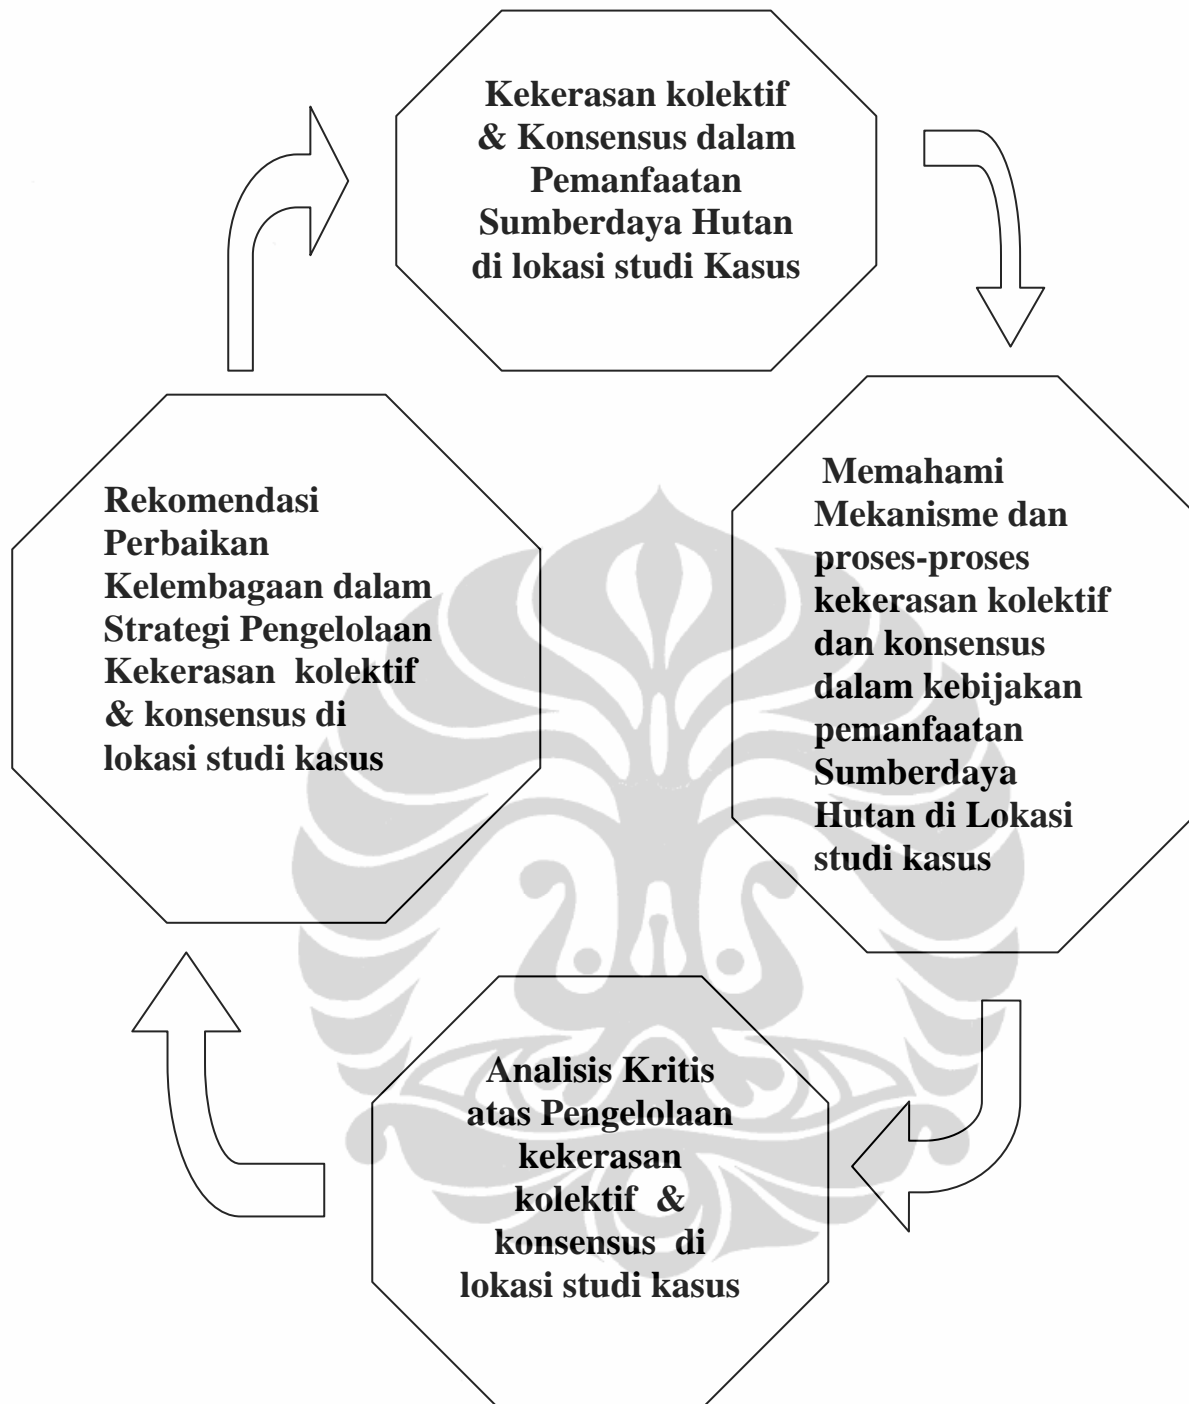 Kekerasan kolektif
& Konsensus dalam
Pemanfaatan
Sumberdaya Hutan
di lokasi studi Kasus
Memahami
Mekanisme dan
proses-proses
kekerasan kolektif
dan konsensus
dalam kebijakan
pemanfaatan
Sumberdaya
Hutan di Lokasi
studi kasus
Analisis Kritis
atas Pengelolaan
kekerasan
kolektif &
konsensus di
lokasi studi kasus
Rekomendasi
Perbaikan
Kelembagaan dalam
Strategi Pengelolaan
Kekerasan kolektif
& konsensus di
lokasi studi kasus